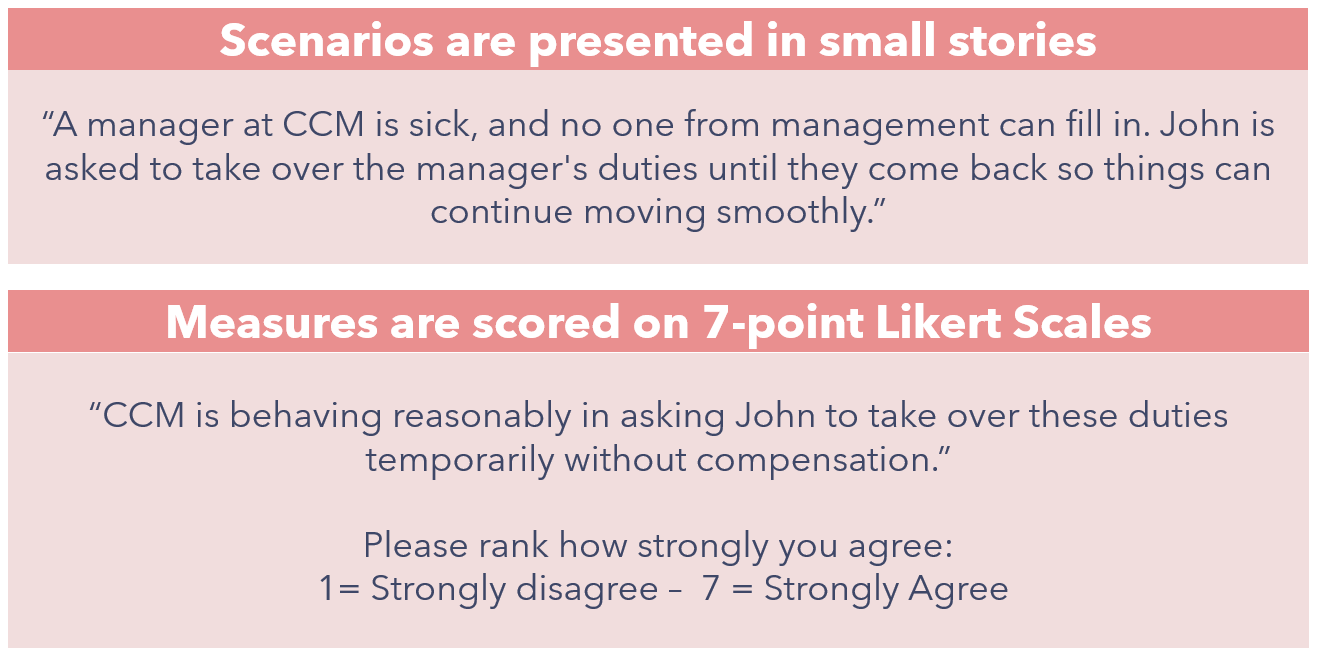 Scenarios are presented in small stories
“A manager at CCM is sick, and no one from management can fill in. John is
asked to take over the manager's duties until they come back so things can
continue moving smoothly.”
Measures are scored on 7-point Likert Scales
“CCM is behaving reasonably in asking John to take over these duties
temporarily without compensation.”
Please rank how strongly you agree:
1= Strongly disagree –  7 = Strongly Agree